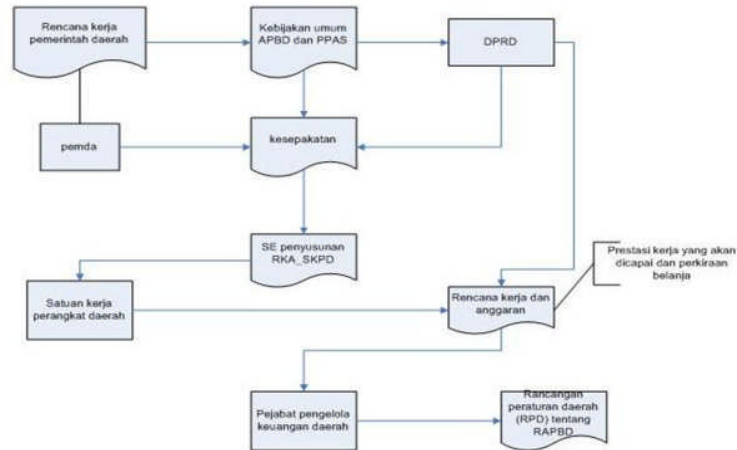 Rencana kerja
pemerintah daerah
Kebijakan umum
APBD dan PPAS
DPRD
pemda
kesepakatan
SE penyusunan
RKA_SKPD
Prestasi kerja yang akan
dicapai dan perkiraan
belanja
Satuan kerja
perangkat daerah
Rencana kerja dan
anggaran
Pejabat pengelola
keuangan daerah
Rancangan
peraturan daerah
(RPD) tentang
RAPBD